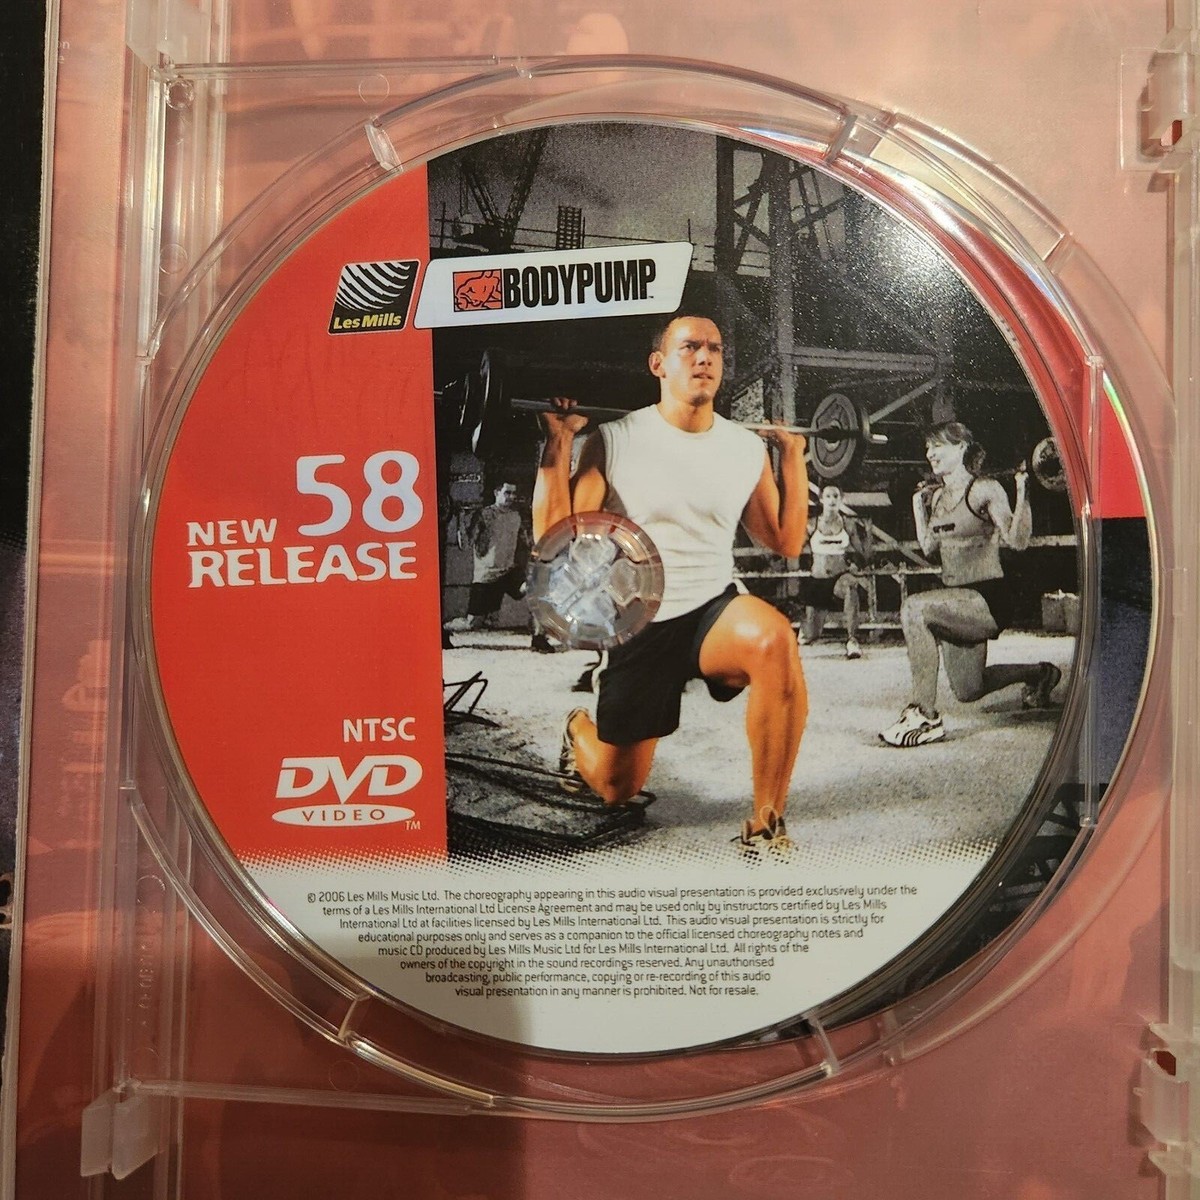 Les Mills
BODYPUMP™
58
NEW
RELEASE
NTSC
DVD
VIDEO ™
© 2006 Les Mills Music Ltd. The choreography appearing in this audio visual presentation is provided exclusively under the
terms of a Les Mills International Ltd License Agreement and may be used only by instructors certified by Les Mills
International Ltd at facilities licensed by Les Mills International Ltd. This audio visual presentation is strictly for
educational purposes only and serves as a companion to the official licensed choreography notes and
music CD produced by Les Mills Music Ltd for Les Mills International Ltd. All rights of the
owners of the copyright in the sound recordings reserved. Any unauthorised
broadcasting, public performance, copying or re-recording of this audio
visual presentation in any manner is prohibited. Not for resale.